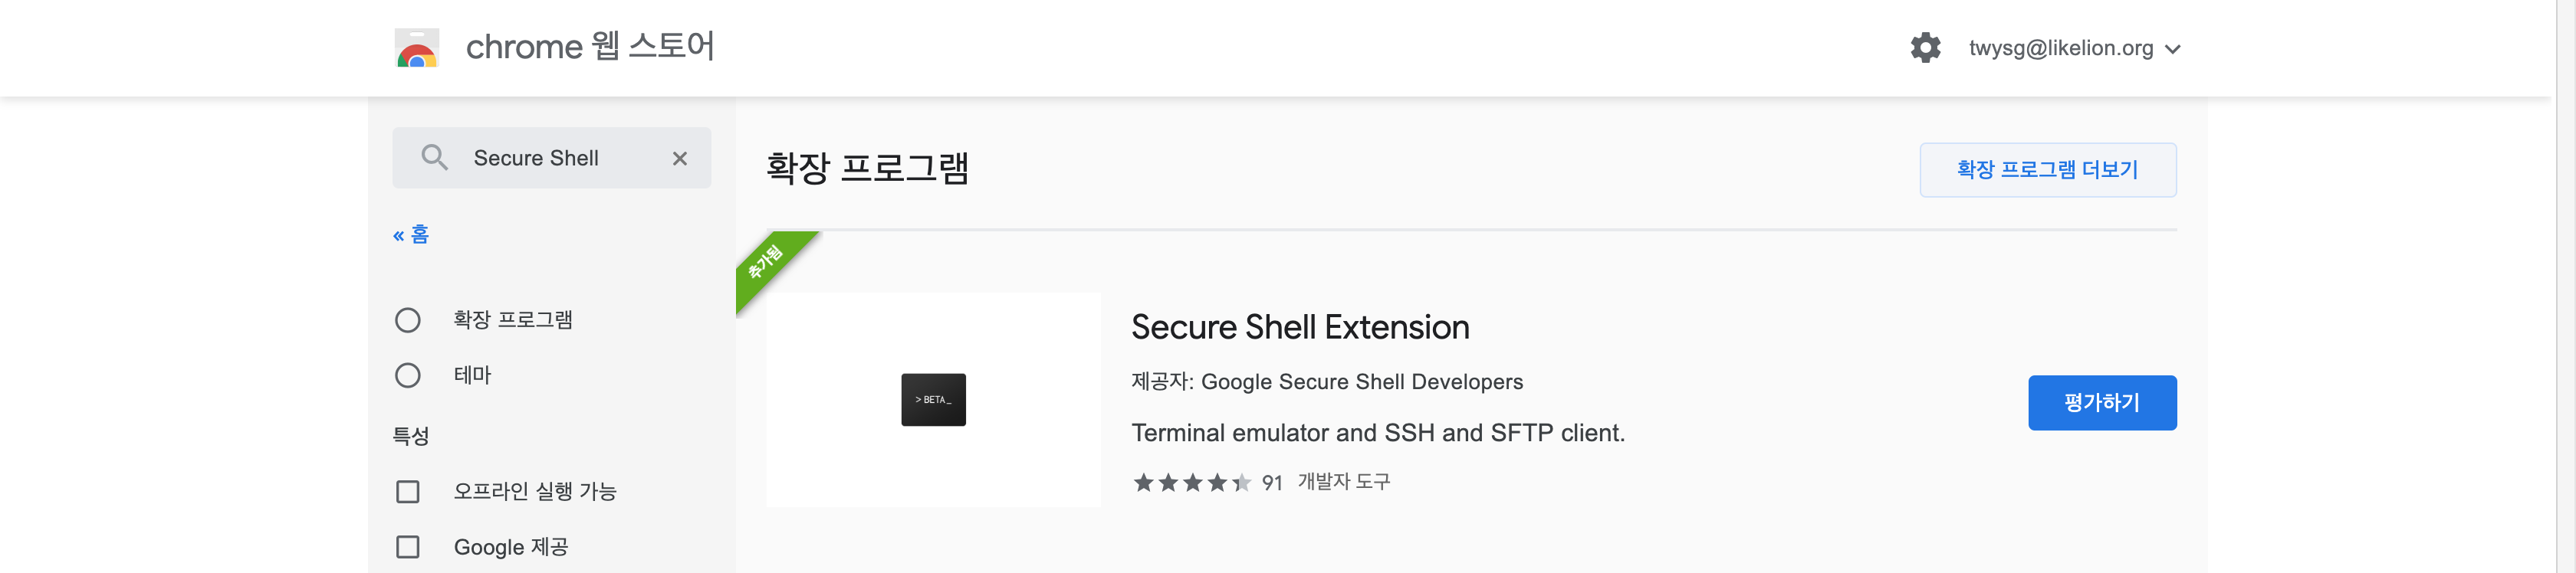 chrome 웹 스토어
twysg@likelion.org
Secure Shell
« 홈
확장 프로그램
테마
특성
오프라인 실행 가능
Google 제공
확장 프로그램
확장 프로그램 더보기
추가됨
> BETA_
Secure Shell Extension
제공자: Google Secure Shell Developers
Terminal emulator and SSH and SFTP client.
91 개발자 도구
평가하기